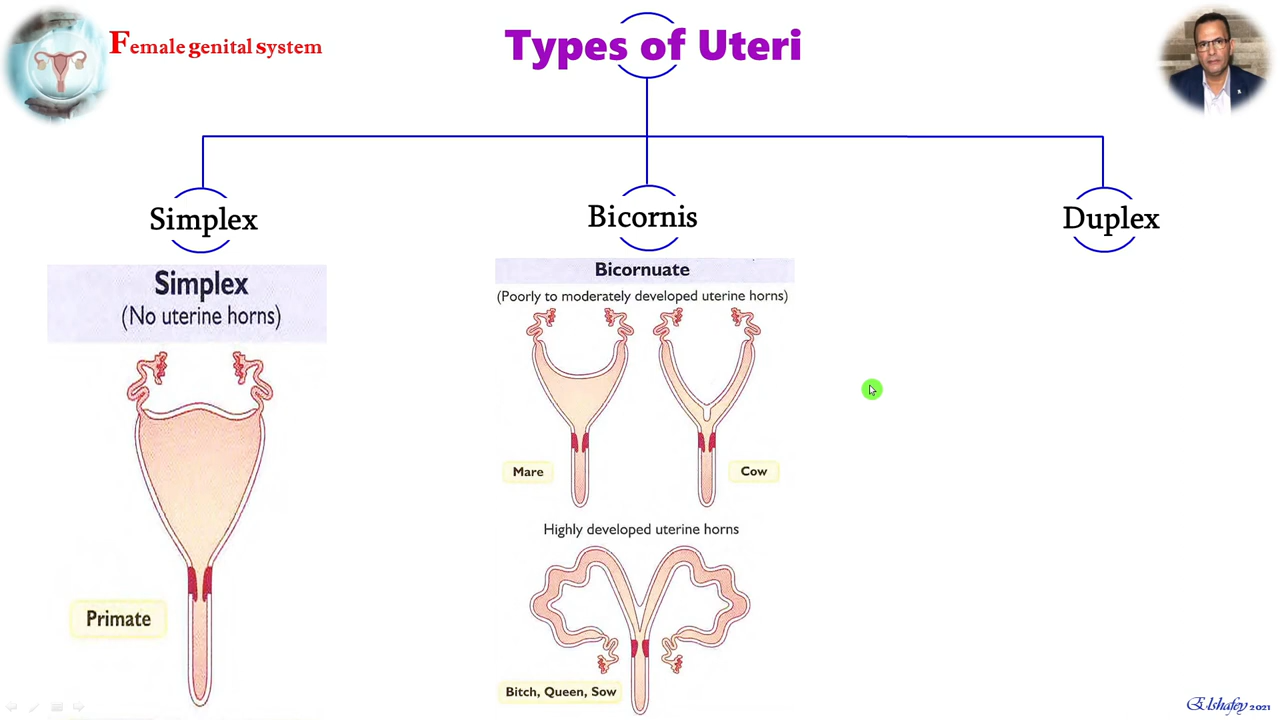 Female genital system
Types of Uteri
Simplex
Bicornis
Duplex
Simplex
(No uterine horns)
Primate
Bicornuate
(Poorly to moderately developed uterine horns)
Mare
Cow
Highly developed uterine horns
Bitch, Queen, Sow
Elshafey 2021